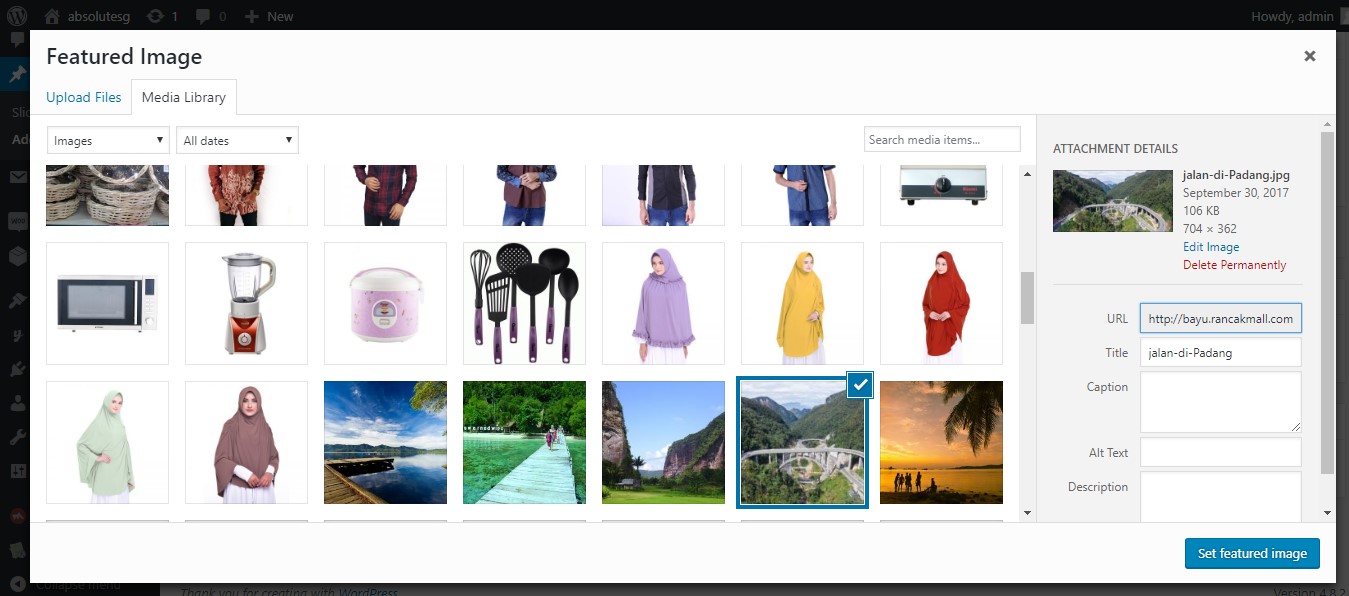 absolutesg 1 0 New Howdy, admin
Featured Image
Upload Files Media Library
Images All dates Search media items...
ATTACHMENT DETAILS
jalan-di-Padang.jpg
September 30, 2017
106 KB
704 × 362
Edit Image
Delete Permanently
URL http://bayu.rancakmall.com
Title jalan-di-Padang
Caption
Alt Text
Description
Set featured image
Collapse menu
Thank you for creating with WordPress
Version 4.8.2